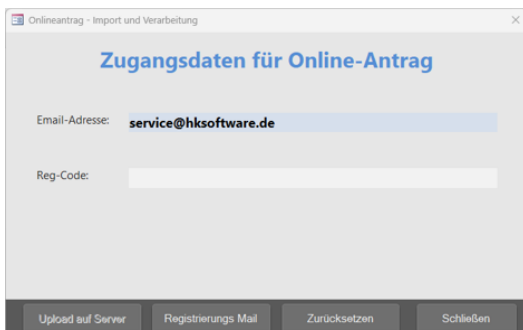 Onlineantrag - Import und Verarbeitung
Zugangsdaten für Online-Antrag
Email-Adresse: service@hksoftware.de
Reg-Code:
Upload auf Server Registrierungs Mail Zurücksetzen Schließen